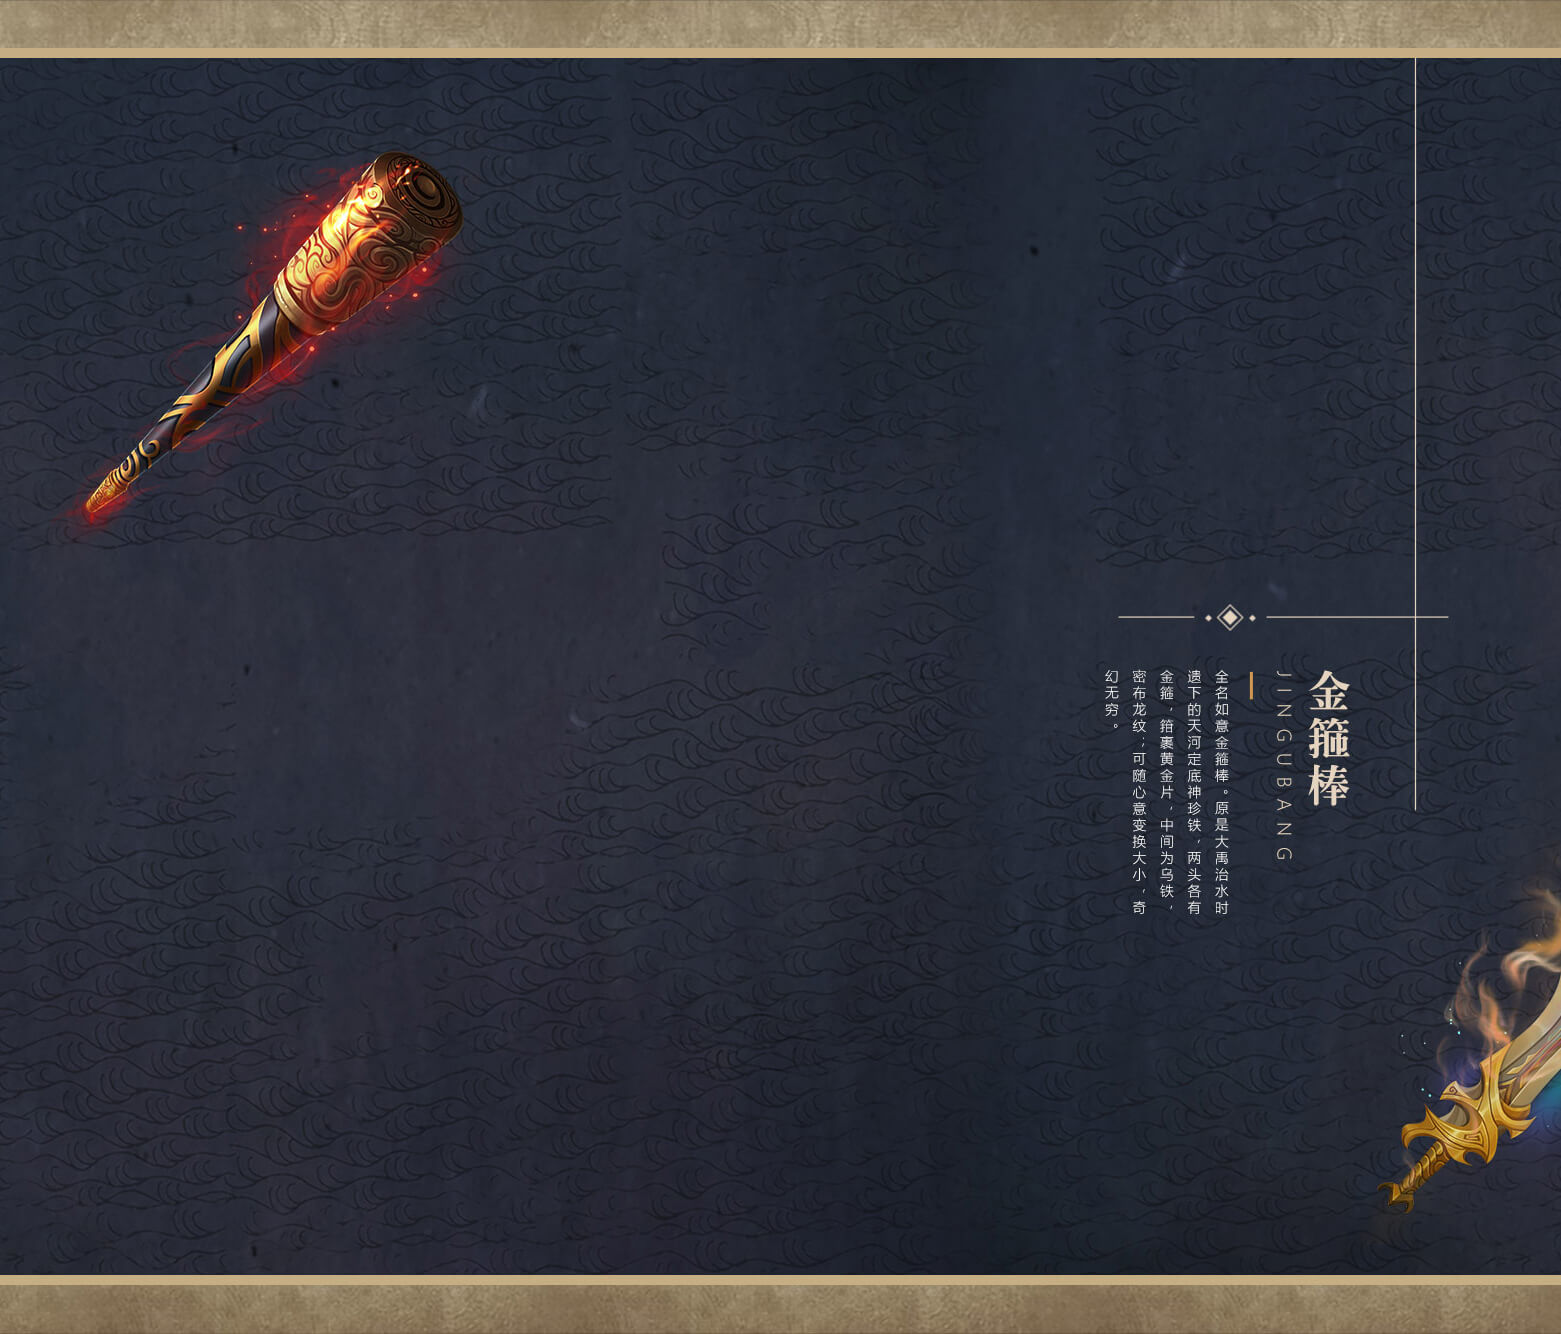 金箍棒
JINGUBANG
全名如意金箍棒。原是大禹治水时
遗下的天河定底神珍铁，两头各有
金箍，箝裹黄金片，中间为乌铁，
密布龙纹；可随心意变换大小，奇
幻无穷。